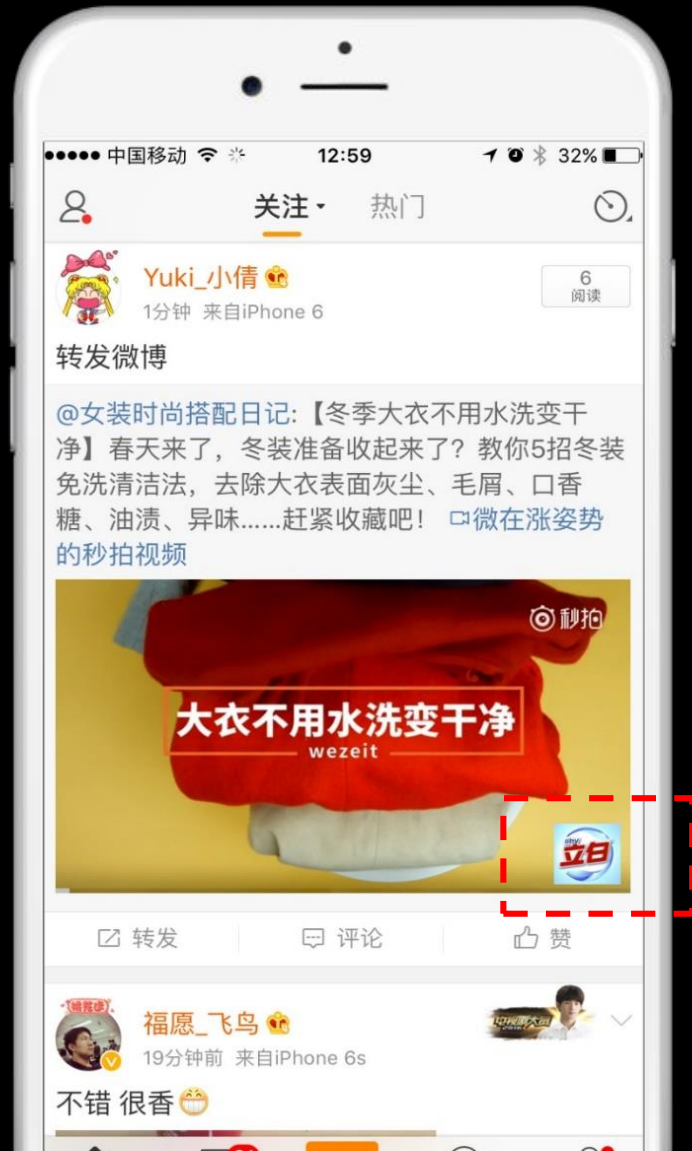 中国移动
12:59
32%
关注
热门
Yuki_小倩
6
阅读
1分钟 来自iPhone 6
转发微博
@女装时尚搭配日记:【冬季大衣不用水洗变干
净】春天来了，冬装准备收起来了？教你5招冬装
免洗清洁法，去除大衣表面灰尘、毛屑、口香
糖、油渍、异味……赶紧收藏吧！ 微在涨姿势
的秒拍视频
秒拍
大衣不用水洗变干净
wezeit
立白
转发
评论
赞
福愿_飞鸟
19分钟前 来自iPhone 6s
不错 很香